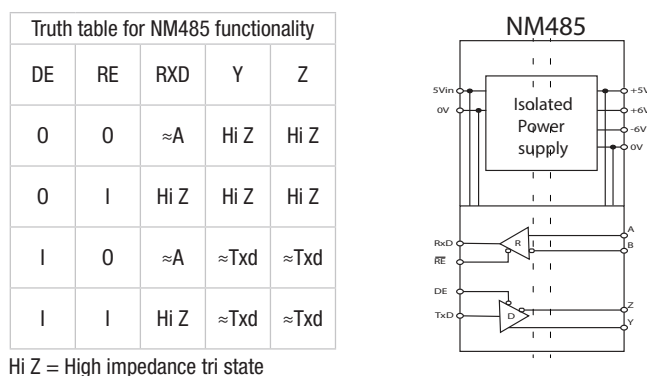 Truth table for NM485 functionality
DE RE RXD Y Z
0 0 ≈A Hi Z Hi Z
0 I Hi Z Hi Z Hi Z
I 0 ≈A ≈Txd ≈Txd
I I Hi Z ≈Txd ≈Txd
Hi Z = High impedance tri state
NM485
5Vin
0V
Isolated
Power
supply
+5V
+6V
-6V
0V
RxD
RE
R
A
B
DE
TxD
D
Z
Y